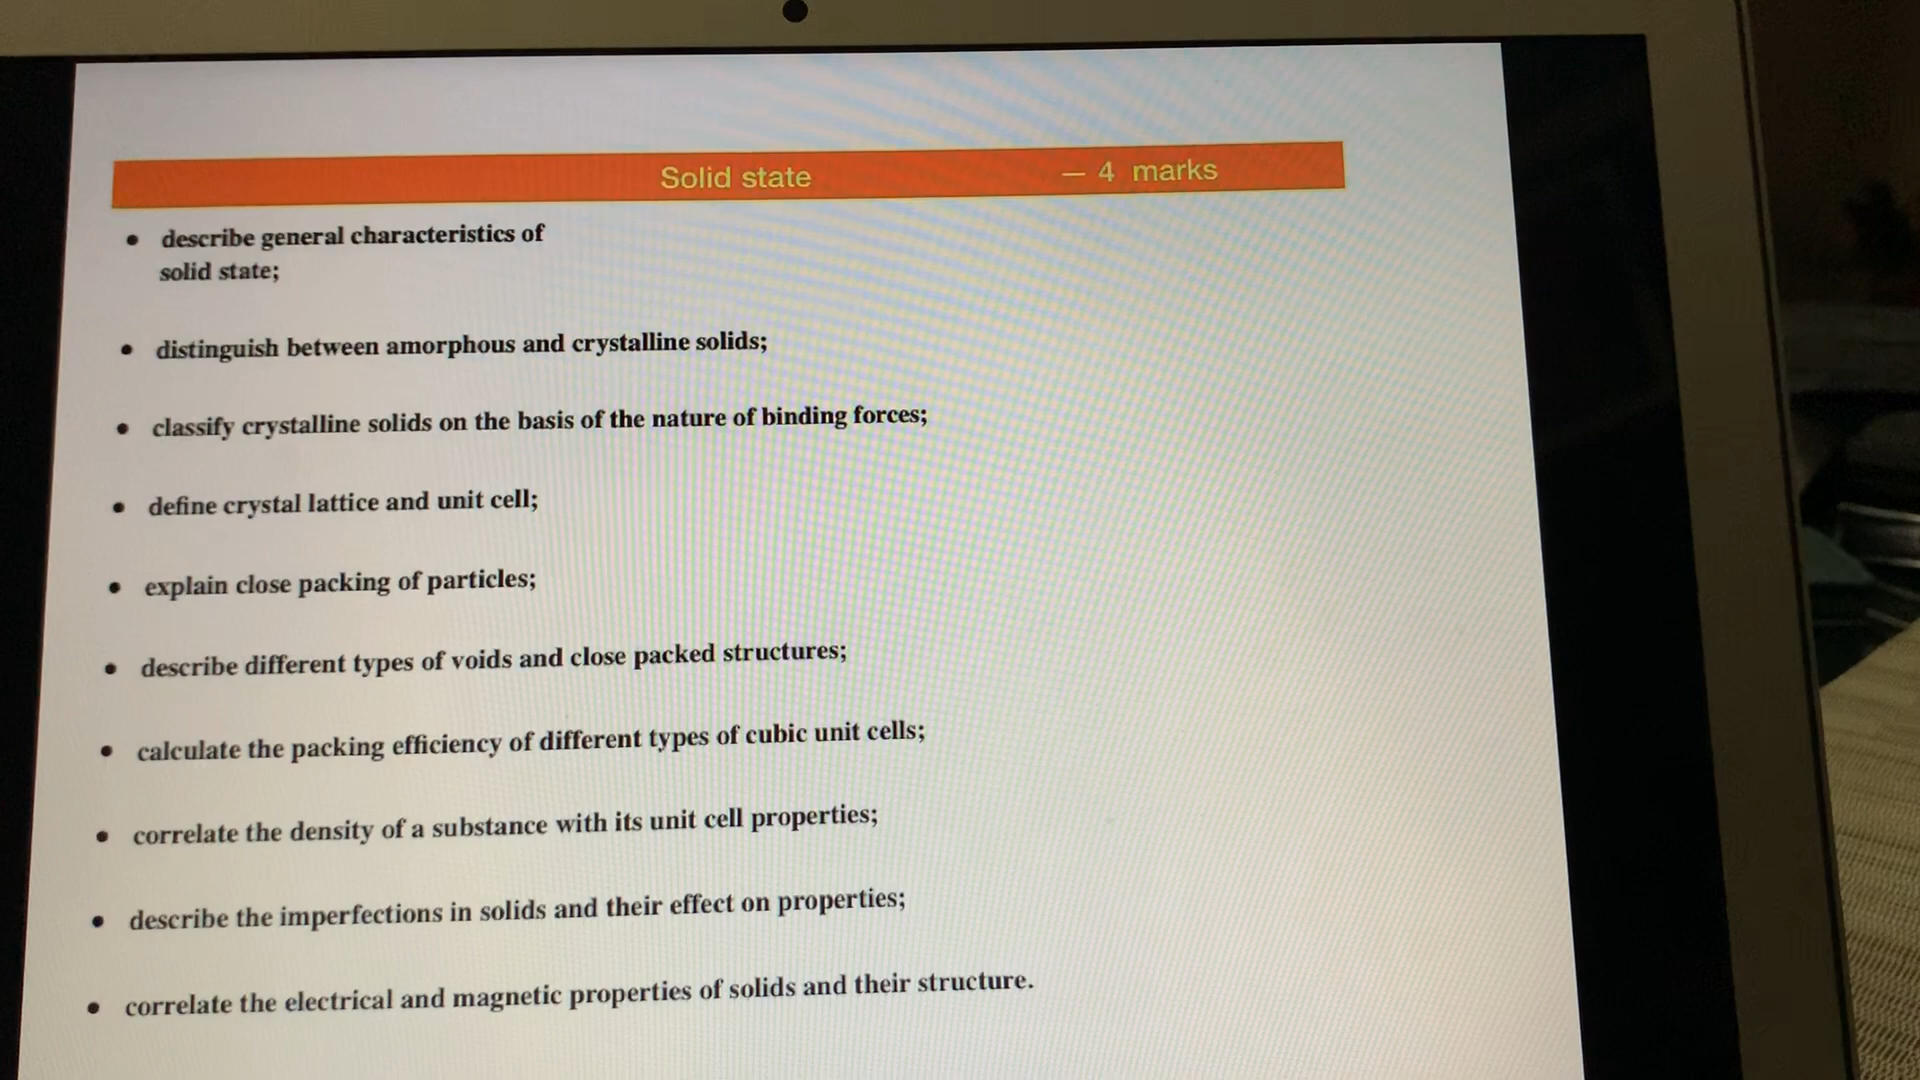 Solid state — 4 marks
• describe general characteristics of
solid state;
• distinguish between amorphous and crystalline solids;
• classify crystalline solids on the basis of the nature of binding forces;
• define crystal lattice and unit cell;
• explain close packing of particles;
• describe different types of voids and close packed structures;
• calculate the packing efficiency of different types of cubic unit cells;
• correlate the density of a substance with its unit cell properties;
• describe the imperfections in solids and their effect on properties;
• correlate the electrical and magnetic properties of solids and their structure.